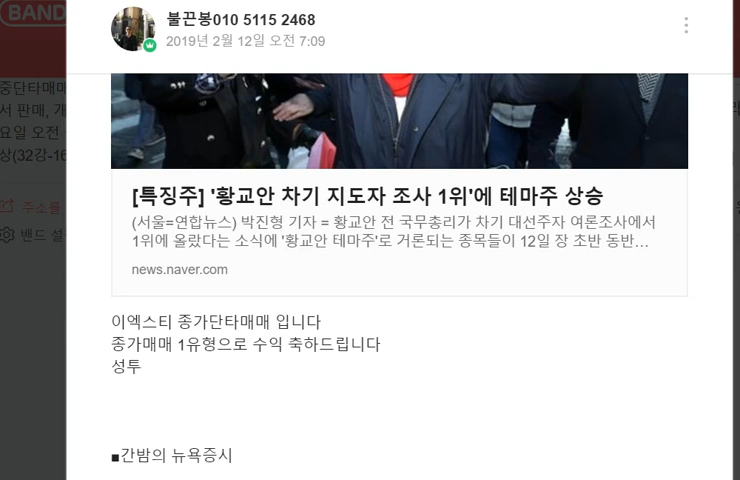 BAND
불끈봉010 5115 2468
2019년 2월 12일 오전 7:09
중단타매매
서 판매, 개
요일 오전
상(32강-16
주소를
밴드 설
[특징주] '황교안 차기 지도자 조사 1위'에 테마주 상승
(서울=연합뉴스) 박진형 기자 = 황교안 전 국무총리가 차기 대선주자 여론조사에서
1위에 올랐다는 소식에 '황교안 테마주'로 거론되는 종목들이 12일 장 초반 동반…
news.naver.com
이엑스티 종가단타매매 입니다
종가매매 1유형으로 수익 축하드립니다
성투
■간밤의 뉴욕증시